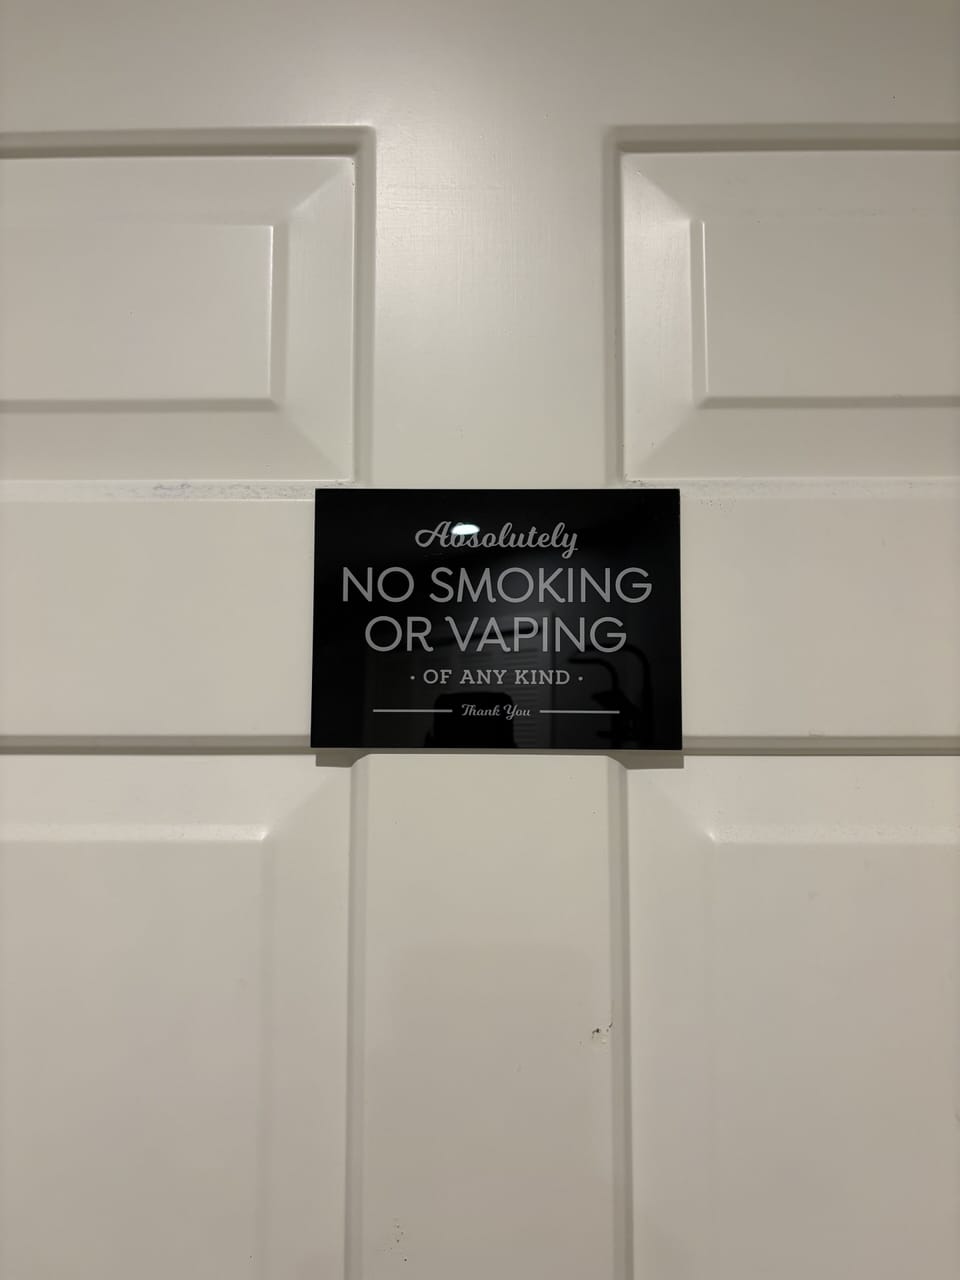 Absolutely
NO SMOKING
OR VAPING
· OF ANY KIND ·
Thank You